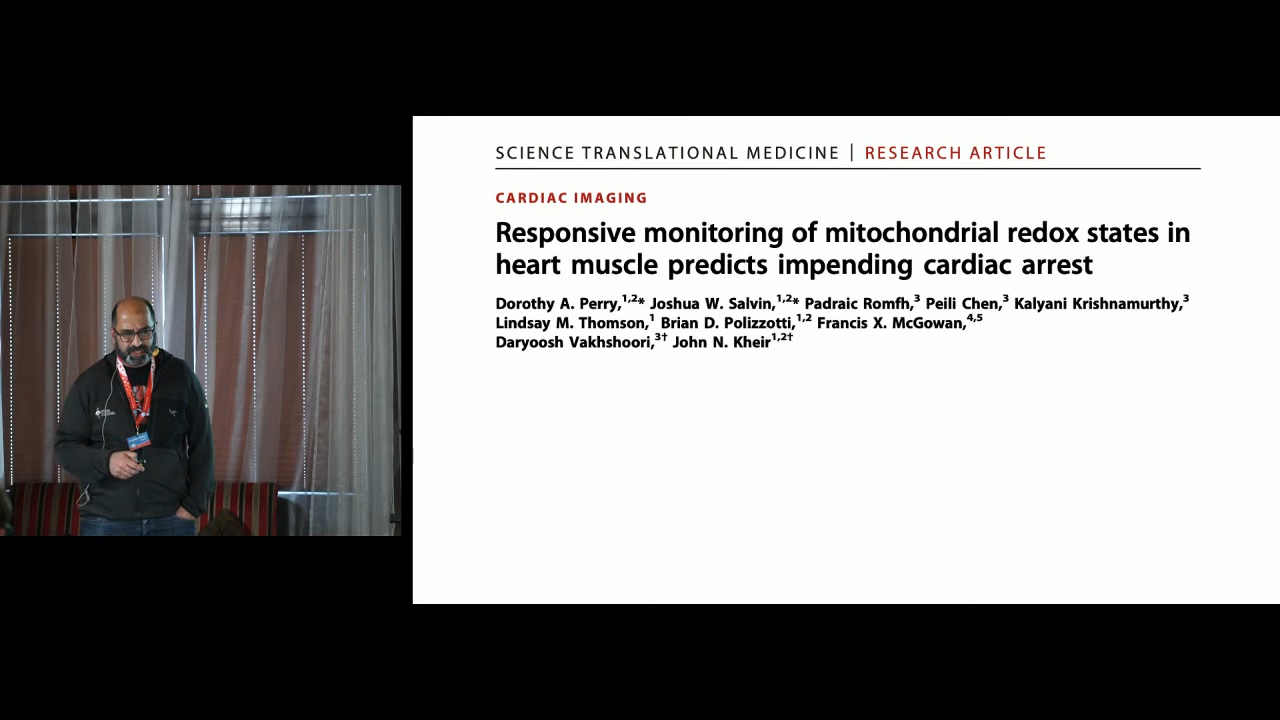 SCIENCE TRANSLATIONAL MEDICINE | RESEARCH ARTICLE
CARDIAC IMAGING
Responsive monitoring of mitochondrial redox states in
heart muscle predicts impending cardiac arrest
Dorothy A. Perry,1,2* Joshua W. Salvin,1,2* Padraic Romfh,3 Peili Chen,3 Kalyani Krishnamurthy,3
Lindsay M. Thomson,1 Brian D. Polizzotti,1,2 Francis X. McGowan,4,5
Daryoosh Vakhshoori,3† John N. Kheir1,2†